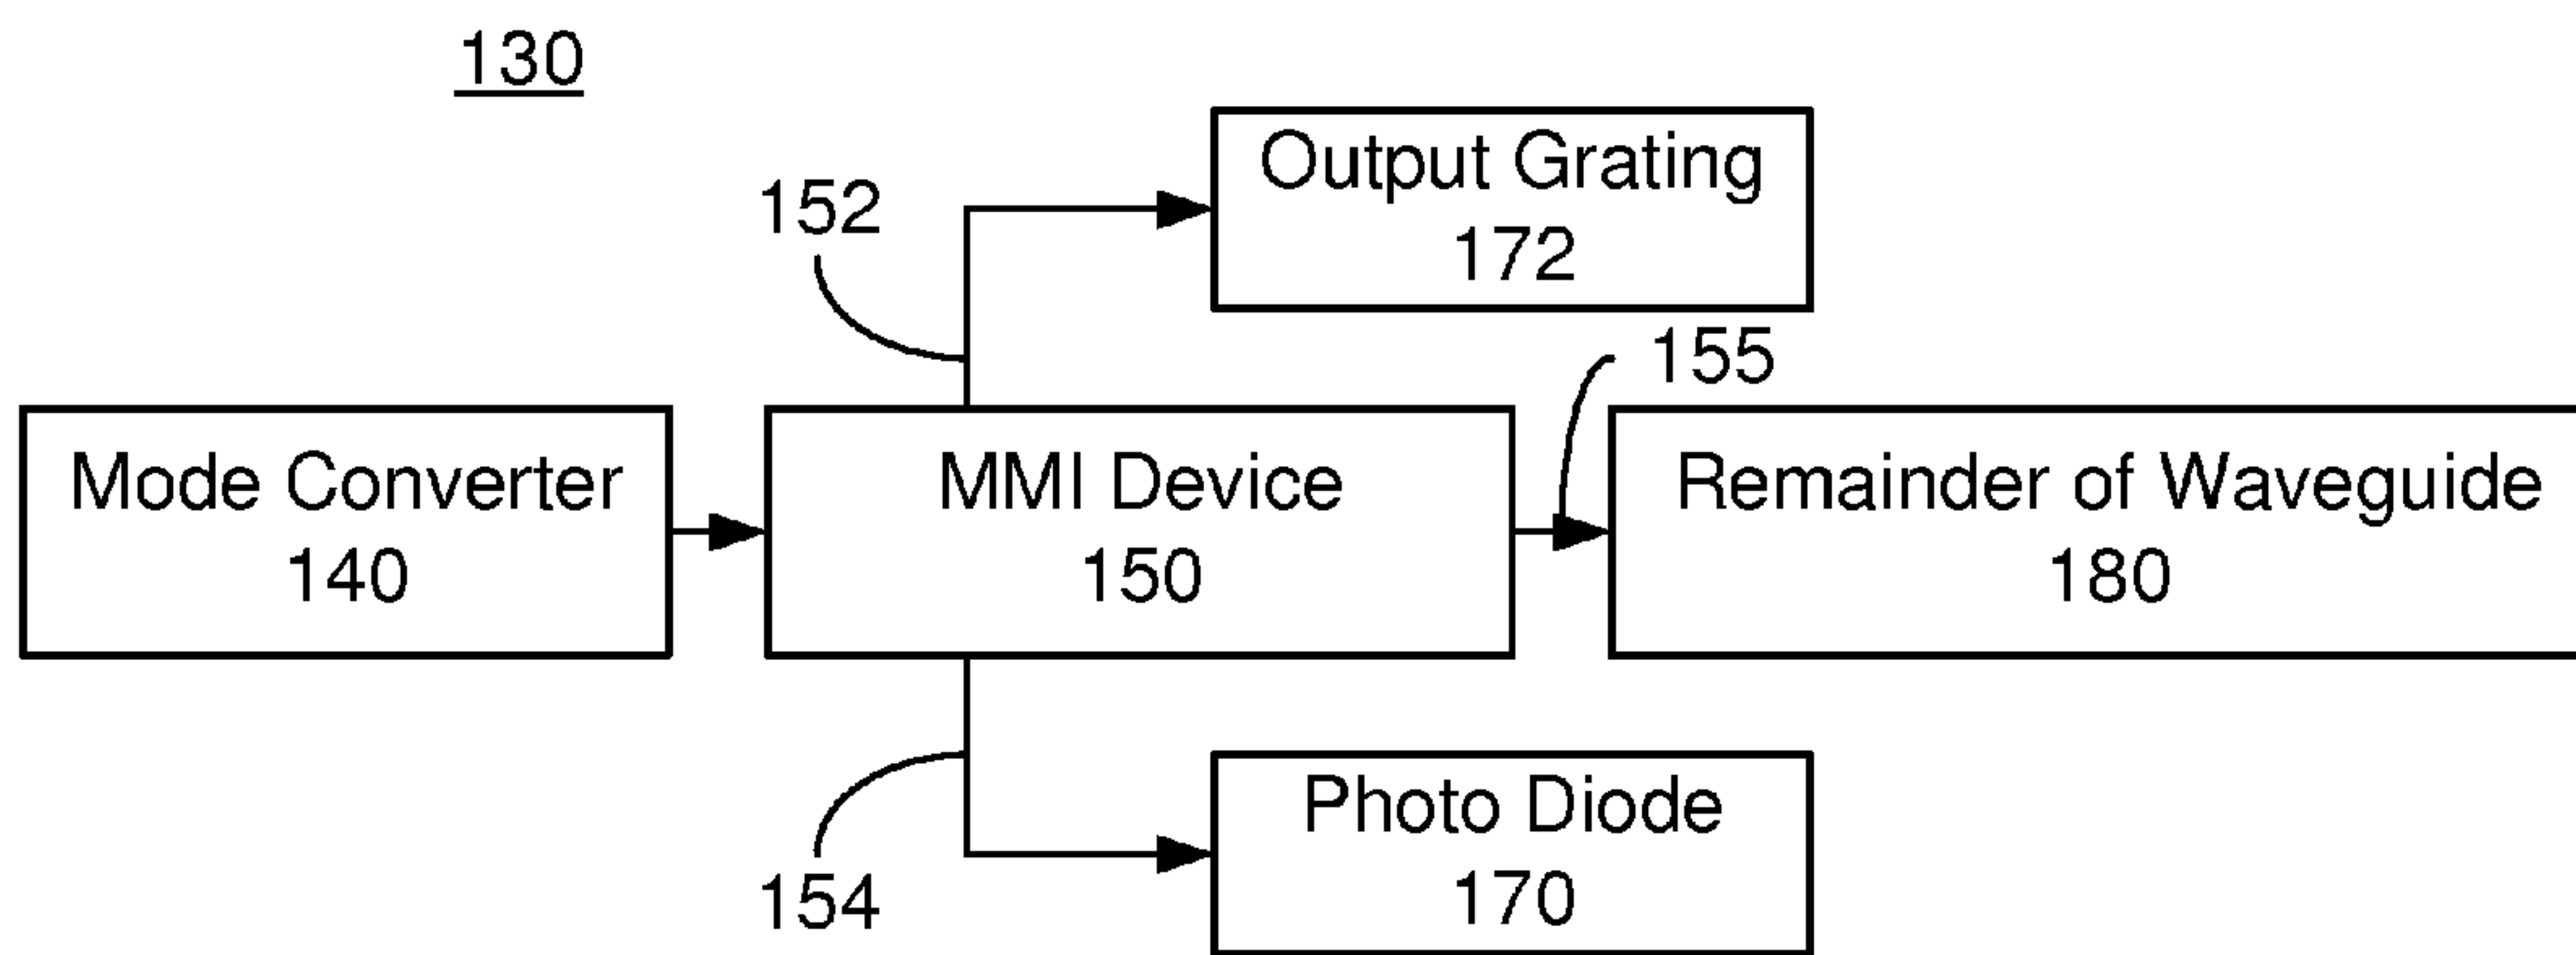 130
Output Grating
172
152
155
Mode Converter
140
MMI Device
150
Remainder of Waveguide
180
Photo Diode
170
154